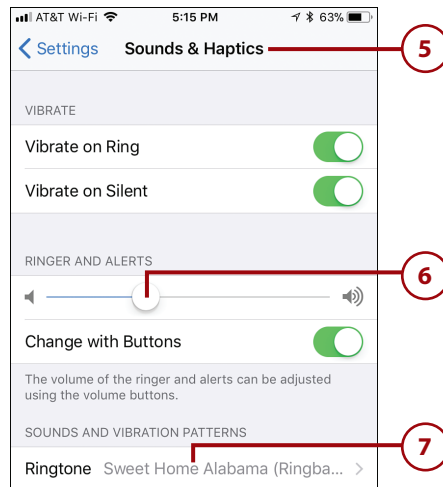 AT&T Wi-Fi 5:15 PM 63%
Settings Sounds & Haptics 5
VIBRATE
Vibrate on Ring
Vibrate on Silent
RINGER AND ALERTS
6
Change with Buttons
The volume of the ringer and alerts can be adjusted
using the volume buttons.
SOUNDS AND VIBRATION PATTERNS
7
Ringtone Sweet Home Alabama (Ringba...